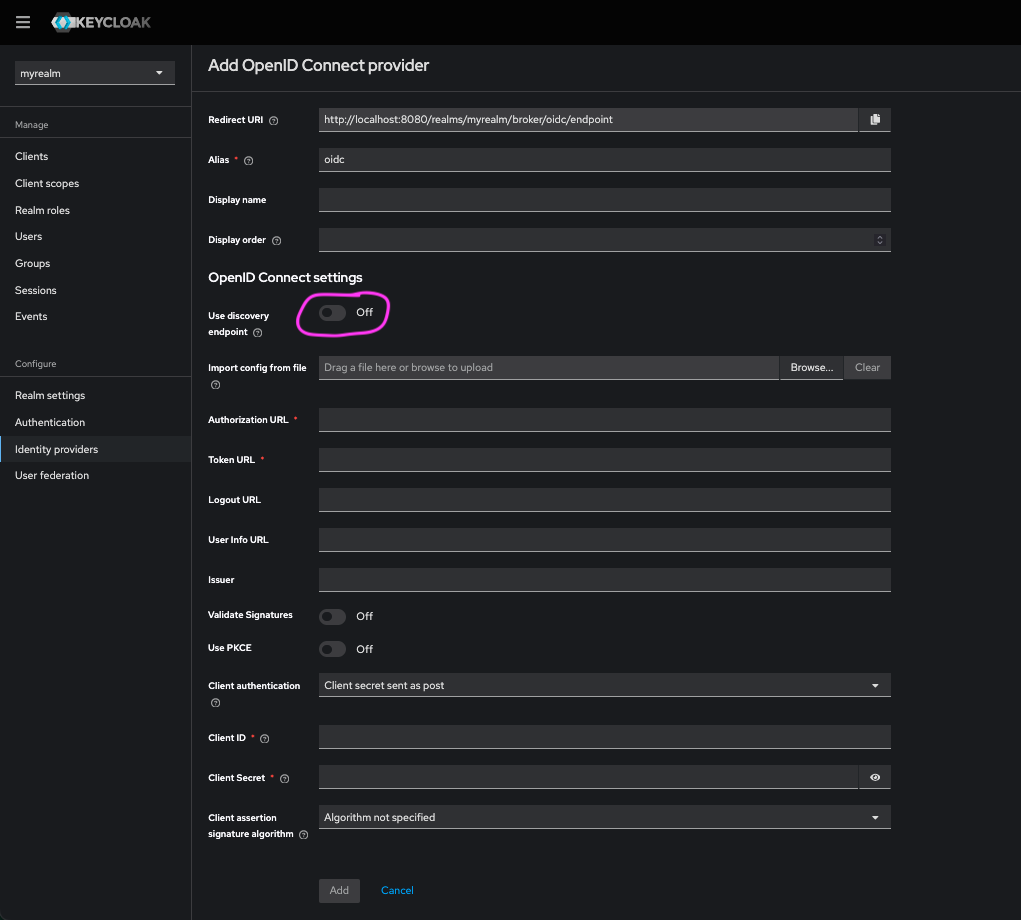 KEYCLOAK
myrealm
Manage
Clients
Client scopes
Realm roles
Users
Groups
Sessions
Events
Configure
Realm settings
Authentication
Identity providers
User federation
Add OpenID Connect provider
Redirect URI
http://localhost:8080/realms/myrealm/broker/oidc/endpoint
Alias *
oidc
Display name
Display order
OpenID Connect settings
Use discovery
endpoint
Off
Import config from file
Drag a file here or browse to upload
Browse...
Clear
Authorization URL *
Token URL *
Logout URL
User Info URL
Issuer
Validate Signatures
Off
Use PKCE
Off
Client authentication
Client secret sent as post
Client ID *
Client Secret *
Client assertion
signature algorithm
Algorithm not specified
Add
Cancel